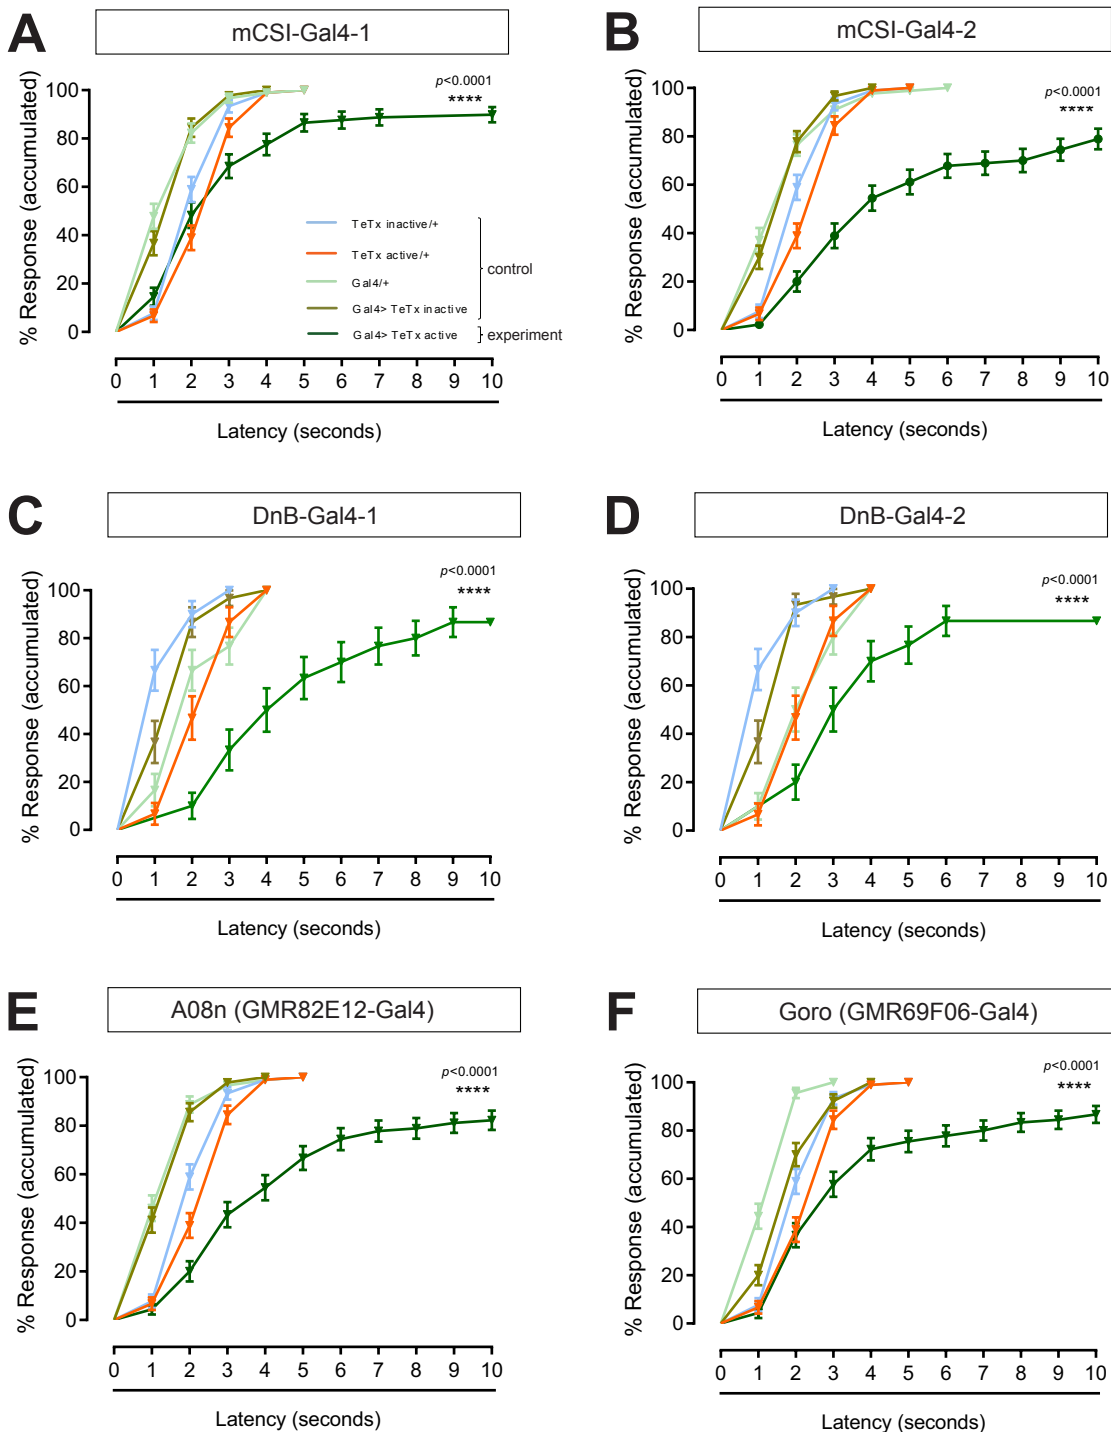 A
mCSI-Gal4-1
% Response (accumulated)
100
80
60
40
20
0
p<0.0001
****
TeTx inactive/+
TeTx active/+
Gal4/+
Gal4> TeTx inactive
Gal4> TeTx active
control
experiment
0 1 2 3 4 5 6 7 8 9 10
Latency (seconds)
B
mCSI-Gal4-2
% Response (accumulated)
100
80
60
40
20
0
p<0.0001
****
0 1 2 3 4 5 6 7 8 9 10
Latency (seconds)
C
DnB-Gal4-1
% Response (accumulated)
100
80
60
40
20
0
p<0.0001
****
0 1 2 3 4 5 6 7 8 9 10
Latency (seconds)
D
DnB-Gal4-2
% Response (accumulated)
100
80
60
40
20
0
p<0.0001
****
0 1 2 3 4 5 6 7 8 9 10
Latency (seconds)
E
A08n (GMR82E12-Gal4)
% Response (accumulated)
100
80
60
40
20
0
p<0.0001
****
0 1 2 3 4 5 6 7 8 9 10
Latency (seconds)
F
Goro (GMR69F06-Gal4)
% Response (accumulated)
100
80
60
40
20
0
p<0.0001
****
0 1 2 3 4 5 6 7 8 9 10
Latency (seconds)